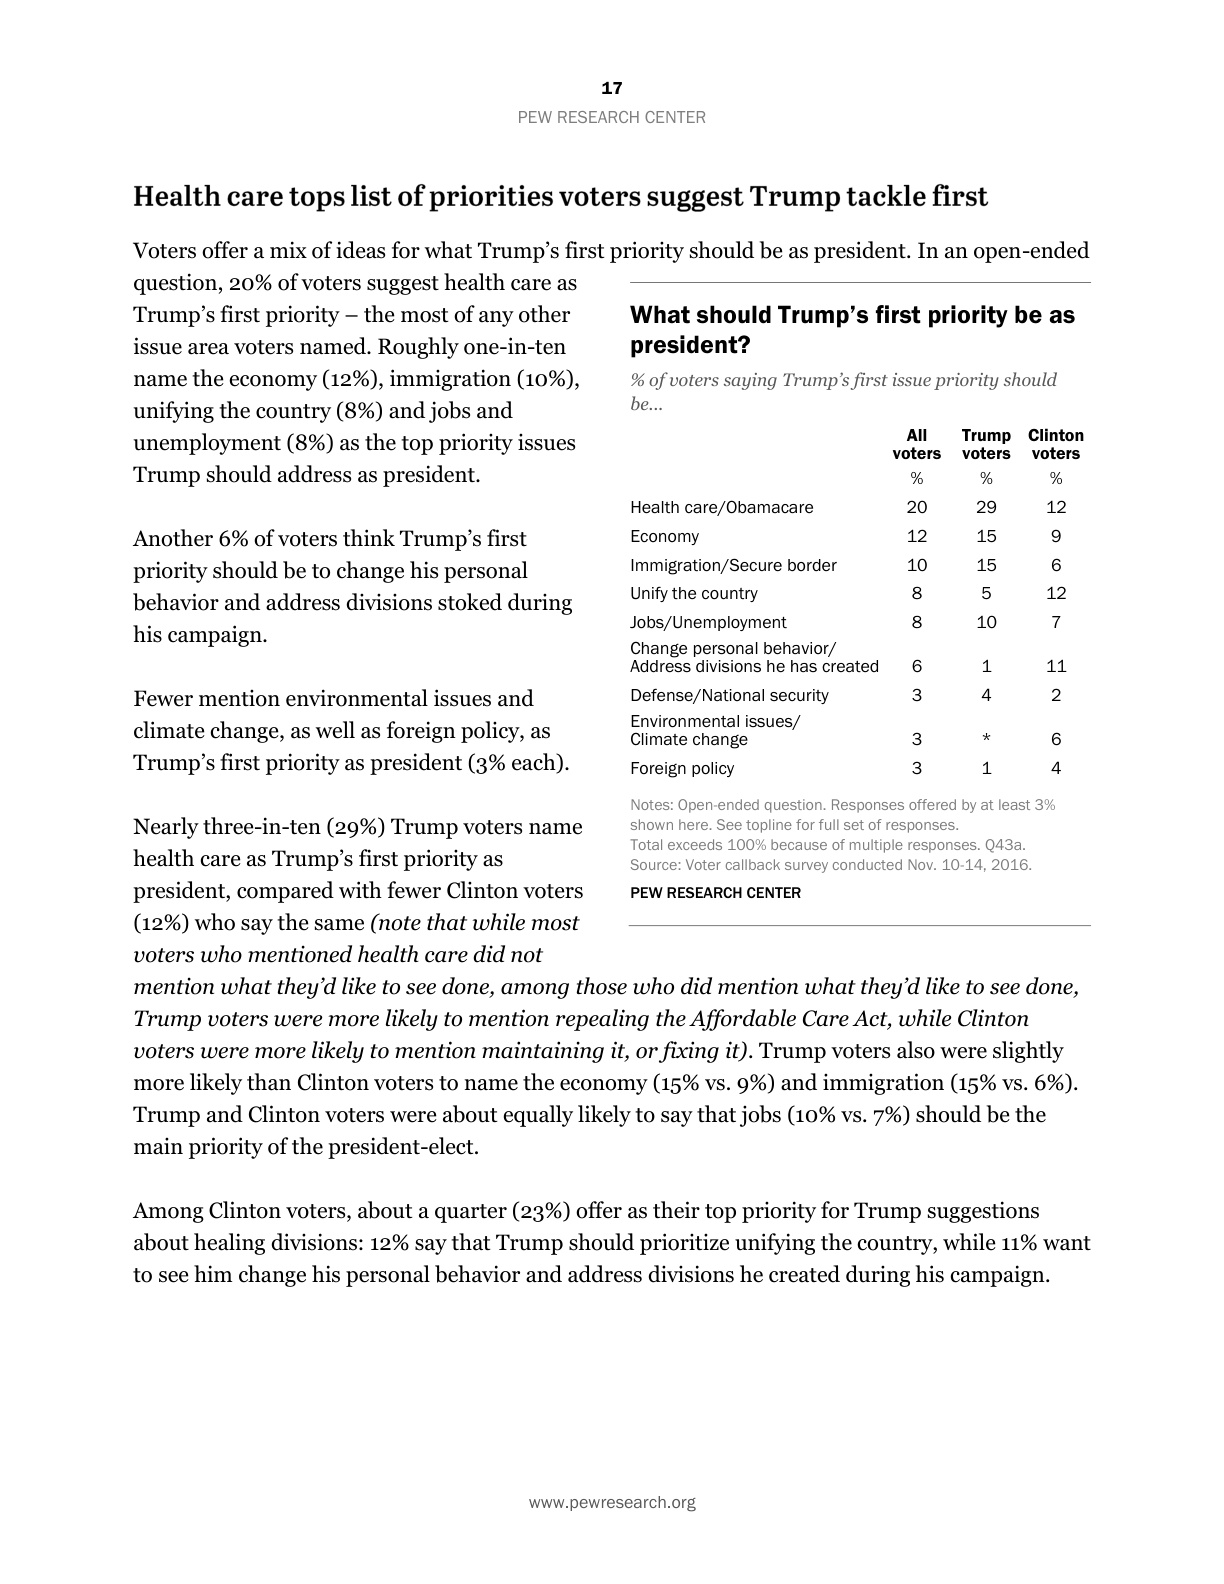 17
PEW RESEARCH CENTER
Health care tops list of priorities voters suggest Trump tackle first
Voters offer a mix of ideas for what Trump’s first priority should be as president. In an open-ended
question, 20% of voters suggest health care as
Trump’s first priority – the most of any other
issue area voters named. Roughly one-in-ten
name the economy (12%), immigration (10%),
unifying the country (8%) and jobs and
unemployment (8%) as the top priority issues
Trump should address as president.
Another 6% of voters think Trump’s first
priority should be to change his personal
behavior and address divisions stoked during
his campaign.
Fewer mention environmental issues and
climate change, as well as foreign policy, as
Trump’s first priority as president (3% each).
Nearly three-in-ten (29%) Trump voters name
health care as Trump’s first priority as
president, compared with fewer Clinton voters
(12%) who say the same (note that while most
voters who mentioned health care did not
What should Trump’s first priority be as
president?
% of voters saying Trump’s first issue priority should
be...
All Trump Clinton
voters voters voters
% % %
Health care/Obamacare 20 29 12
Economy 12 15 9
Immigration/Secure border 10 15 6
Unify the country 8 5 12
Jobs/Unemployment 8 10 7
Change personal behavior/
Address divisions he has created 6 1 11
Defense/National security 3 4 2
Environmental issues/
Climate change 3 * 6
Foreign policy 3 1 4
Notes: Open-ended question. Responses offered by at least 3%
shown here. See topline for full set of responses.
Total exceeds 100% because of multiple responses. Q43a.
Source: Voter callback survey conducted Nov. 10-14, 2016.
PEW RESEARCH CENTER
mention what they’d like to see done, among those who did mention what they’d like to see done,
Trump voters were more likely to mention repealing the Affordable Care Act, while Clinton
voters were more likely to mention maintaining it, or fixing it). Trump voters also were slightly
more likely than Clinton voters to name the economy (15% vs. 9%) and immigration (15% vs. 6%).
Trump and Clinton voters were about equally likely to say that jobs (10% vs. 7%) should be the
main priority of the president-elect.
Among Clinton voters, about a quarter (23%) offer as their top priority for Trump suggestions
about healing divisions: 12% say that Trump should prioritize unifying the country, while 11% want
to see him change his personal behavior and address divisions he created during his campaign.
www.pewresearch.org